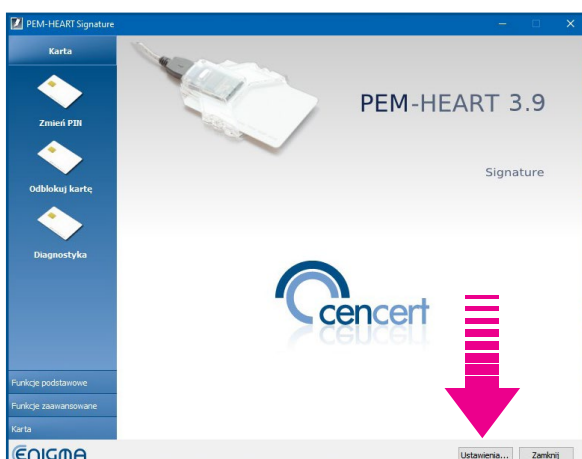 PEM-HEART Signature
Karta
Zmień PIN
Odblokuj kartę
Diagnostyka
PEM-HEART 3.9
Signature
cencert
Funkcje podstawowe
Funkcje zaawansowane
Karta
ENIGMA
Ustawienia...
Zamknij